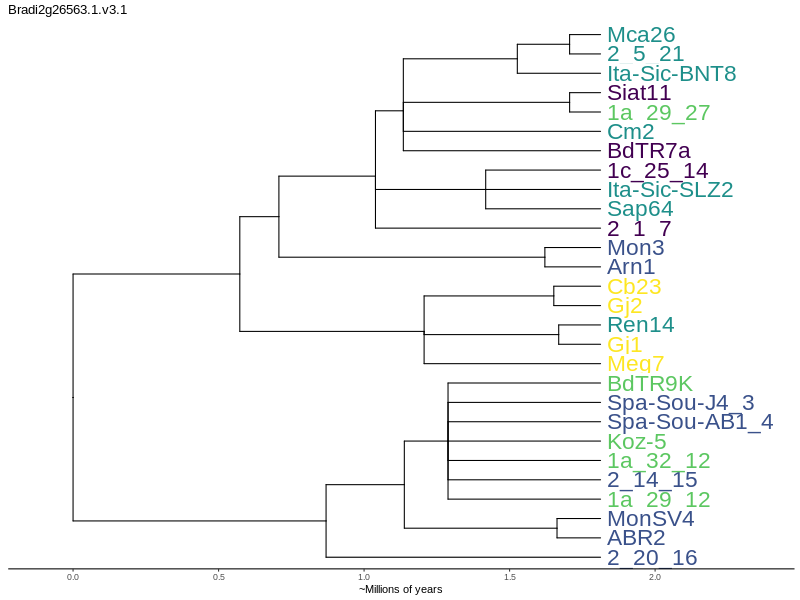 Bradi2g26563.1.v3.1
Mca26
2_5_21
Ita-Sic-BNT8
Siat11
1a_29_27
Cm2
BdTR7a
1c_25_14
Ita-Sic-SLZ2
Sap64
2_1_7
Mon3
Arn1
Cb23
Gj2
Ren14
Gj1
Meq7
BdTR9K
Spa-Sou-J4_3
Spa-Sou-AB1_4
Koz-5
1a_32_12
2_14_15
1a_29_12
MonSV4
ABR2
2_20_16
0.0 0.5 1.0 1.5 2.0
~Millions of years